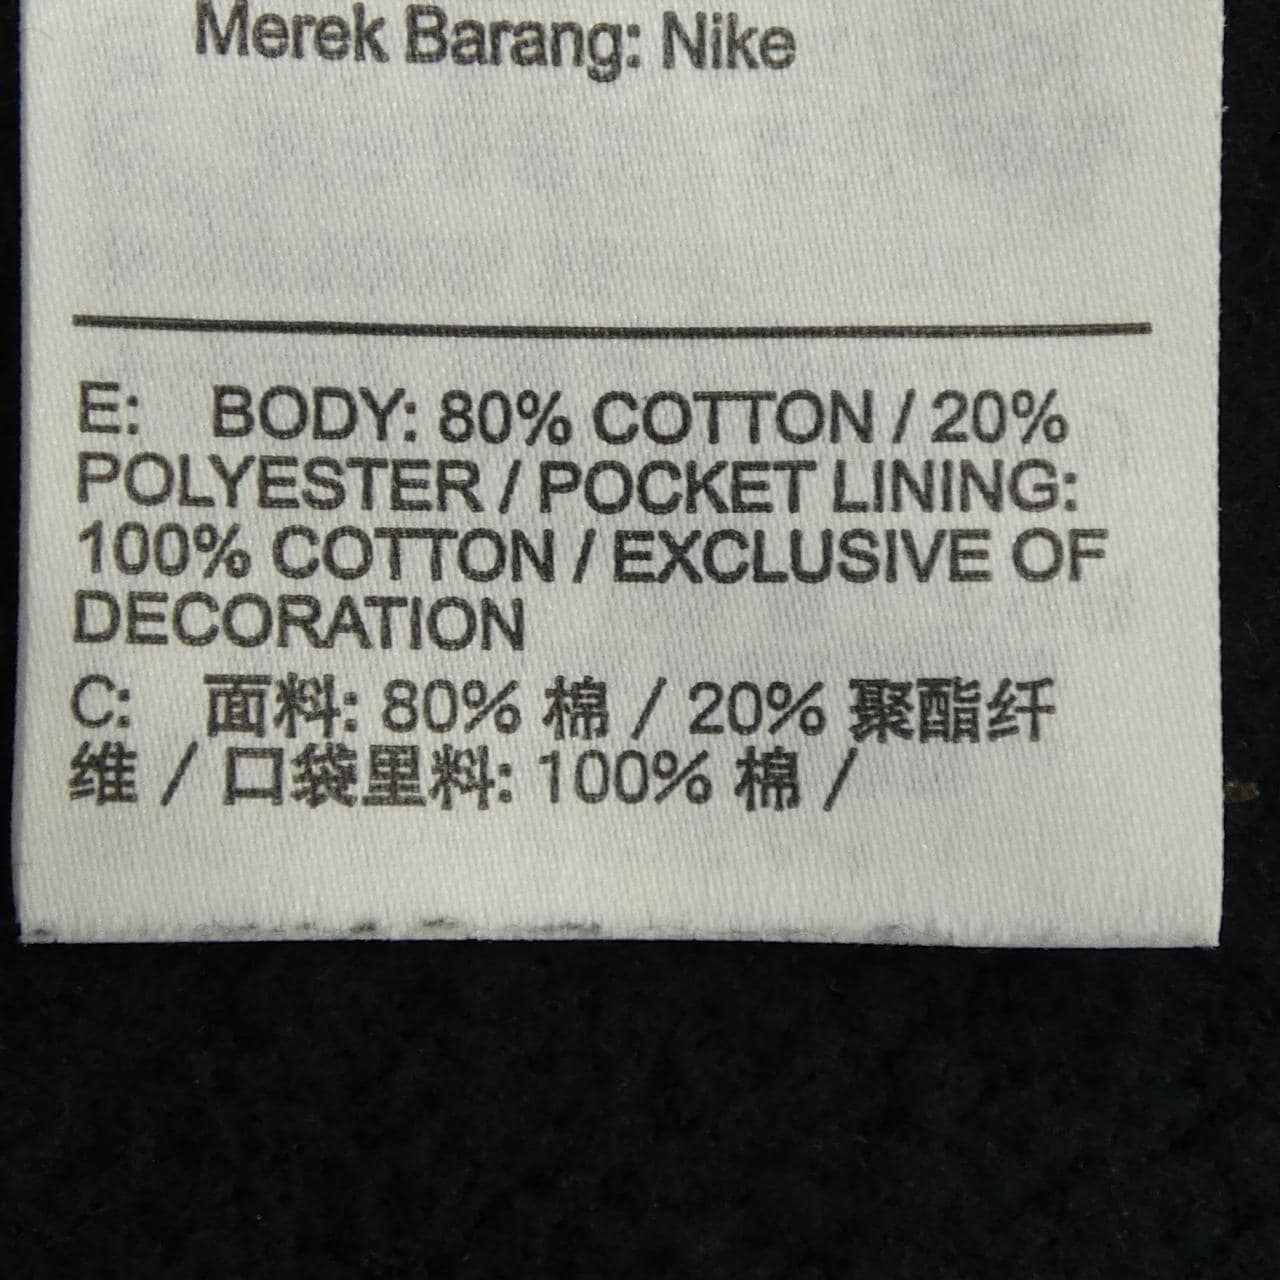 Merek Barang: Nike
E: BODY: 80% COTTON / 20%
POLYESTER / POCKET LINING:
100% COTTON / EXCLUSIVE OF
DECORATION
C: 面料: 80% 棉 / 20% 聚酯纤
维 / 口袋里料: 100% 棉 /